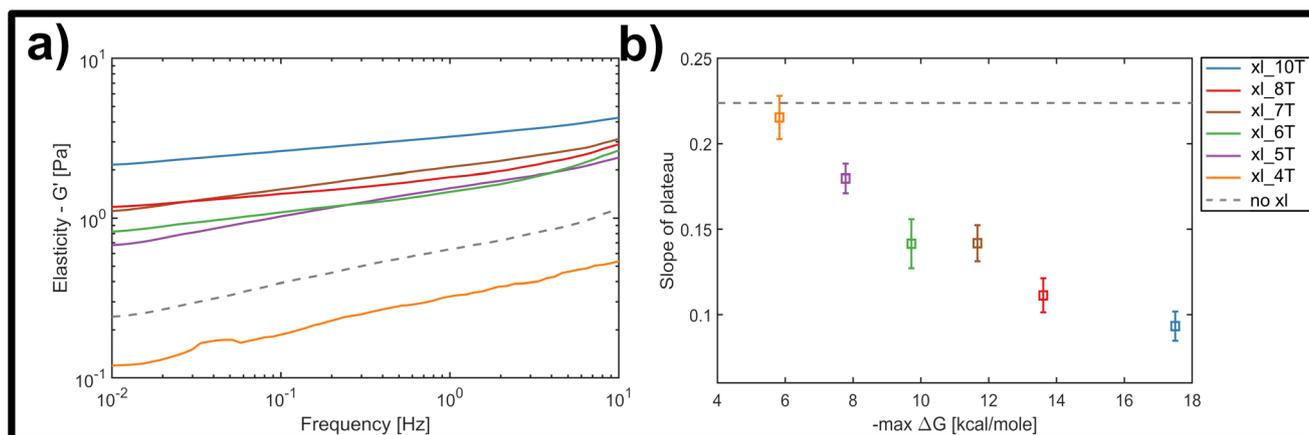 a)
Elasticity - G' [Pa]
10^1
10^0
10^-1
10^-2
10^-1
10^0
10^1
Frequency [Hz]
b)
Slope of plateau
0.25
0.2
0.15
0.1
4
6
8
10
12
14
16
18
-max ΔG [kcal/mole]
xl_10T
xl_8T
xl_7T
xl_6T
xl_5T
xl_4T
no xl